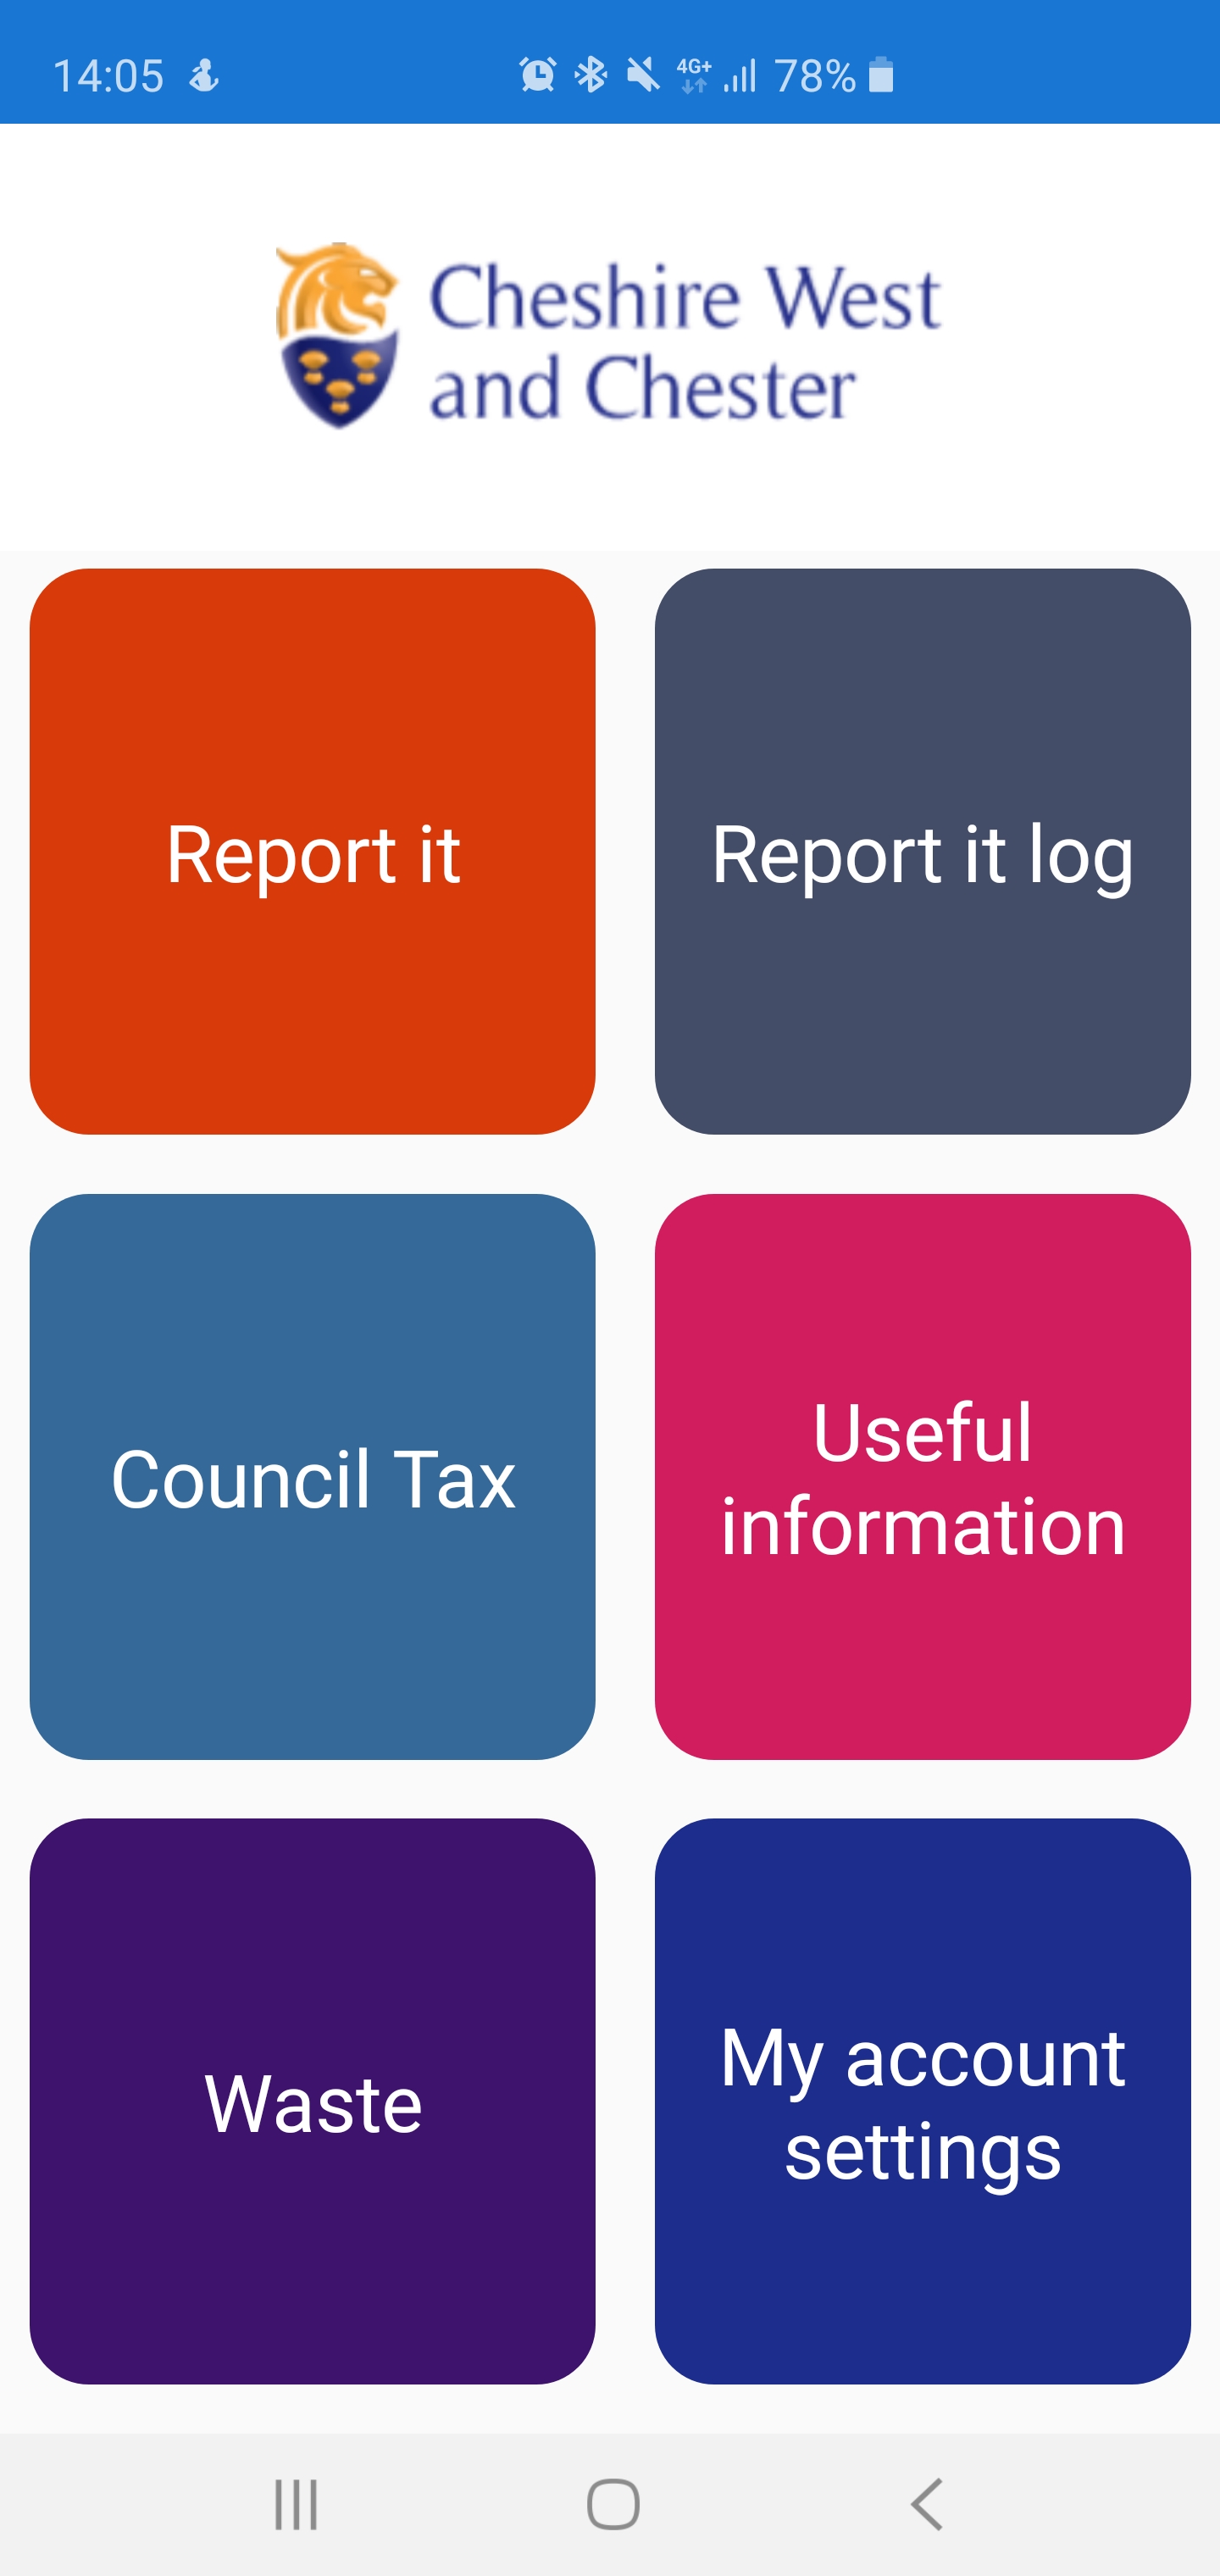 14:05 4G+ 78%
Cheshire West
and Chester
Report it
Report it log
Council Tax
Useful
information
Waste
My account
settings